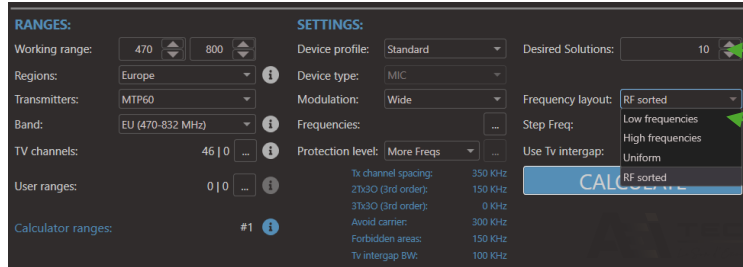 RANGES: SETTINGS:
Working range: 470 800 Device profile: Standard Desired Solutions: 10
Regions: Europe Device type: MIC
Transmitters: MTP60 Modulation: Wide Frequency layout: RF sorted
Band: EU (470-832 MHz) Frequencies: ... Step Freq: Low frequencies
High frequencies
TV channels: 46 | 0 ... Protection level: More Freqs ... Use Tv intergap: Uniform
Tx channel spacing: 350 KHz RF sorted
User ranges: 0 | 0 ... 2Tx3O (3rd order): 150 KHz
3Tx3O (3rd order): 0 KHz
Calculator ranges: #1 Avoid carrier: 300 KHz
Forbidden areas: 150 KHz
Tv intergap BW: 100 KHz